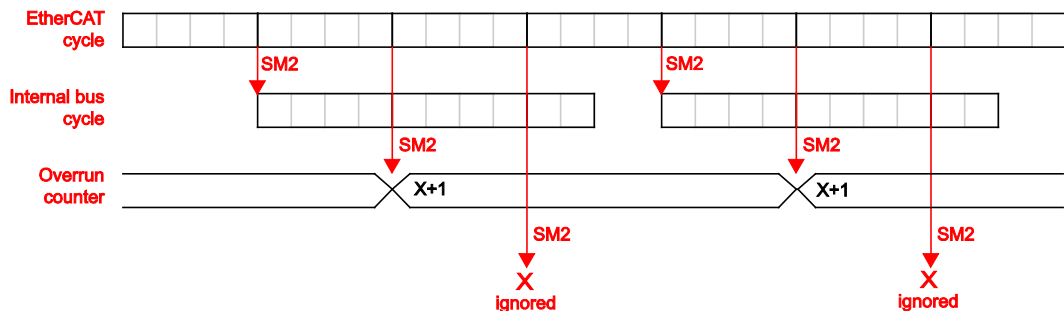 EtherCAT
cycle
SM2
SM2
Internal bus
cycle
SM2
SM2
Overrun
counter
X+1
X+1
SM2
SM2
X
ignored
X
ignored